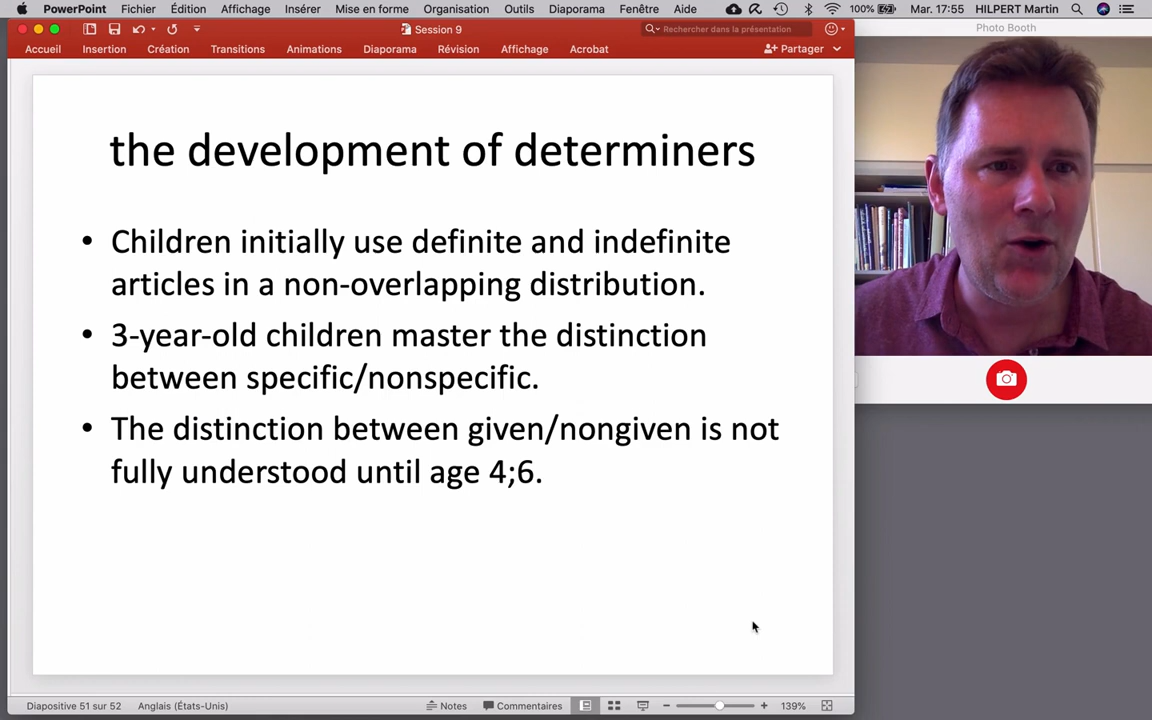 PowerPoint Fichier Édition Affichage Insérer Mise en forme Organisation Outils Diaporama Fenêtre Aide 100% Mar. 17:55 HILPERT Martin
Session 9
Rechercher dans la présentation
Photo Booth
Accueil Insertion Création Transitions Animations Diaporama Révision Affichage Acrobat Partager
the development of determiners
• Children initially use definite and indefinite
articles in a non-overlapping distribution.
• 3-year-old children master the distinction
between specific/nonspecific.
• The distinction between given/nongiven is not
fully understood until age 4;6.
Diapositive 51 sur 52 Anglais (États-Unis) Notes Commentaires 139%